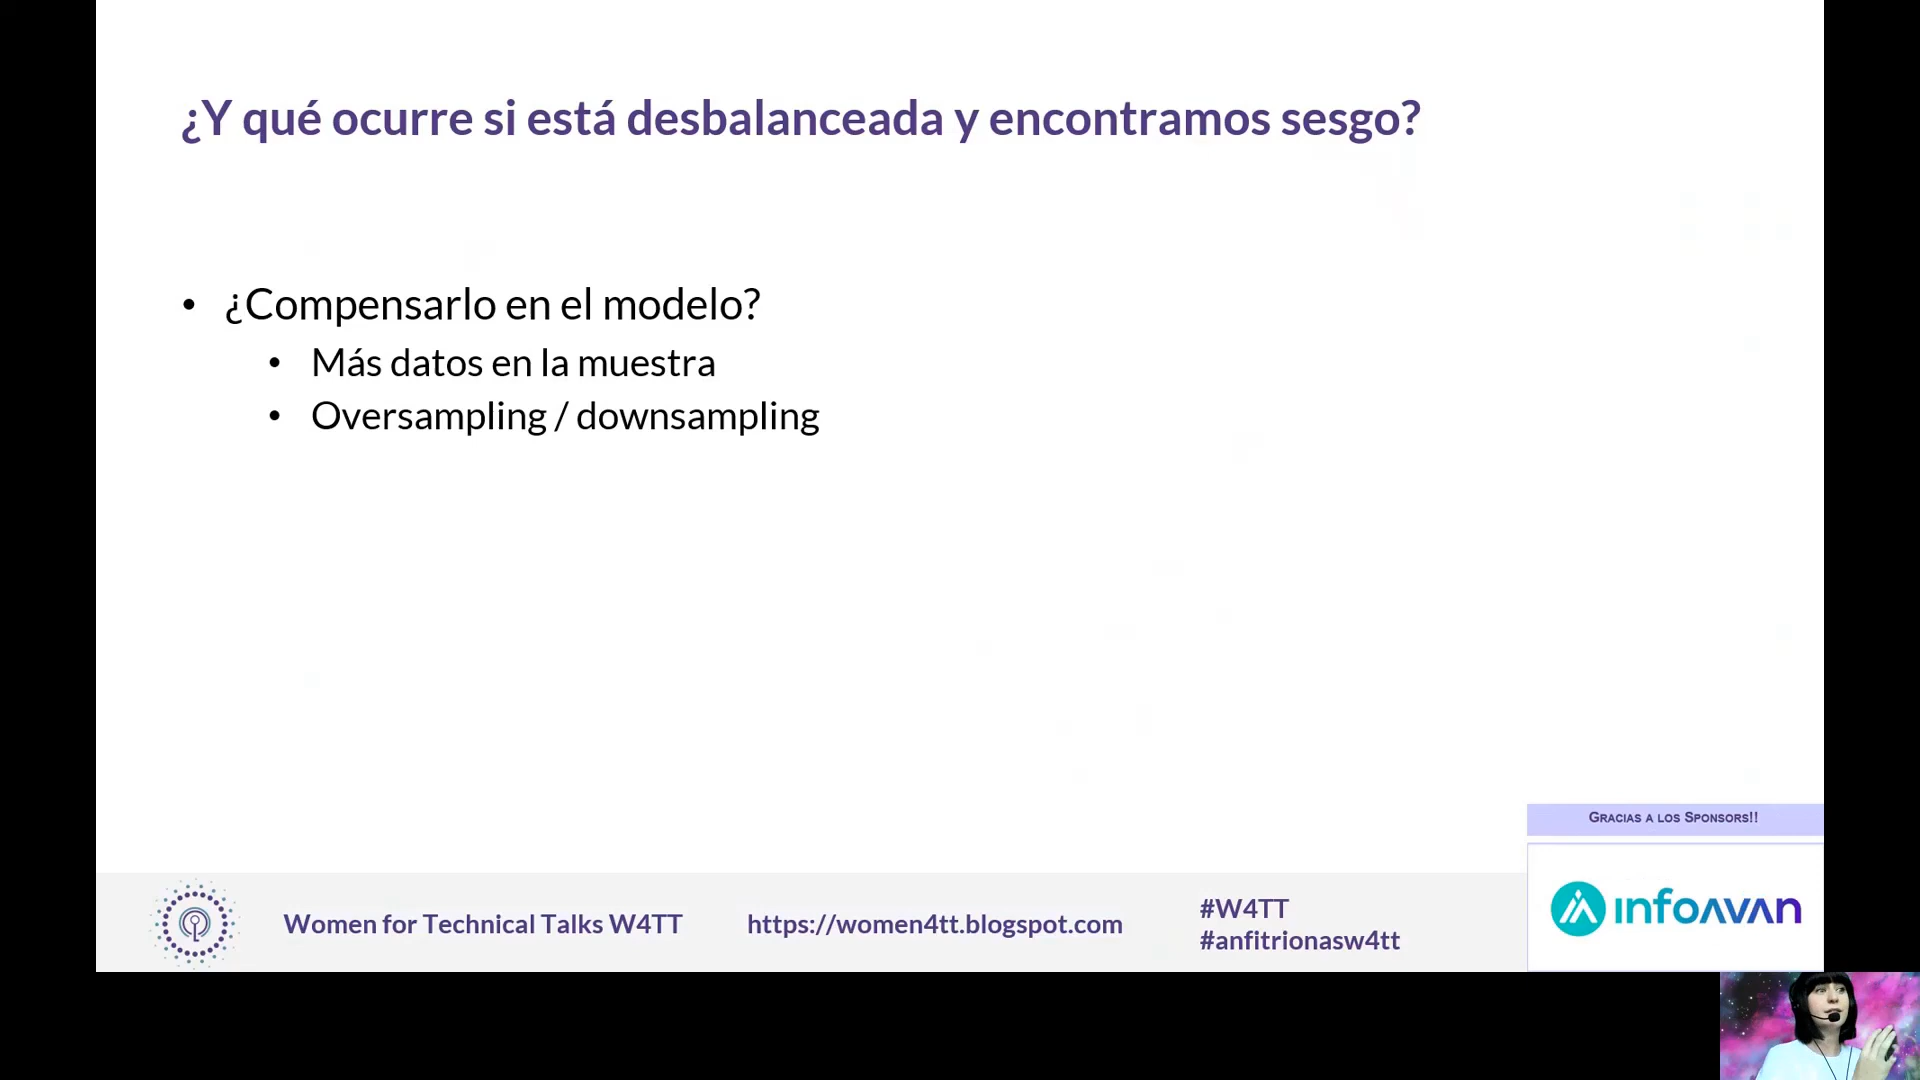 ¿Y qué ocurre si está desbalanceada y encontramos sesgo?
• ¿Compensarlo en el modelo?
• Más datos en la muestra
• Oversampling / downsampling
GRACIAS A LOS SPONSORS!!
infoavan
Women for Technical Talks W4TT
https://women4tt.blogspot.com
#W4TT
#anfitrionasw4tt